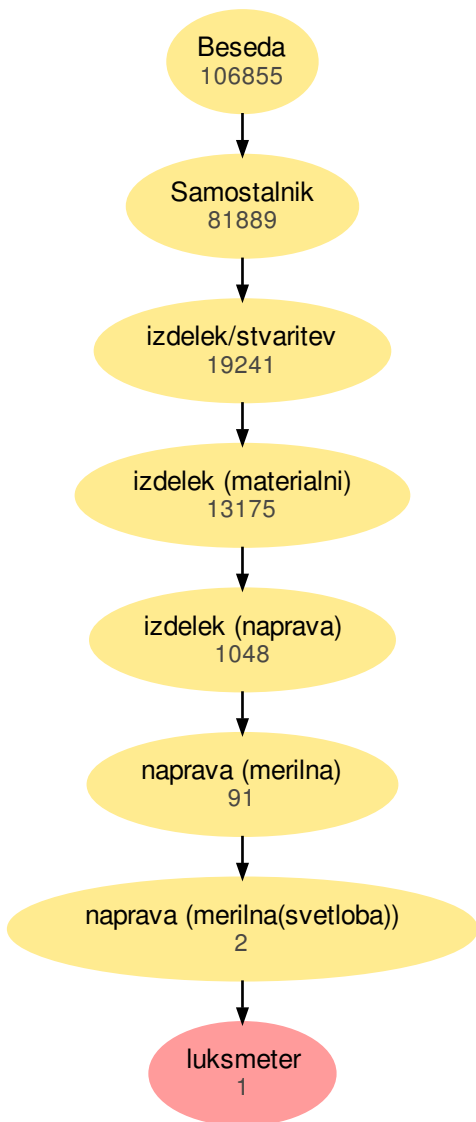 Beseda
106855
Samostalnik
81889
izdelek/stvaritev
19241
izdelek (materialni)
13175
izdelek (naprava)
1048
naprava (merilna)
91
naprava (merilna(svetloba))
2
luksmeter
1